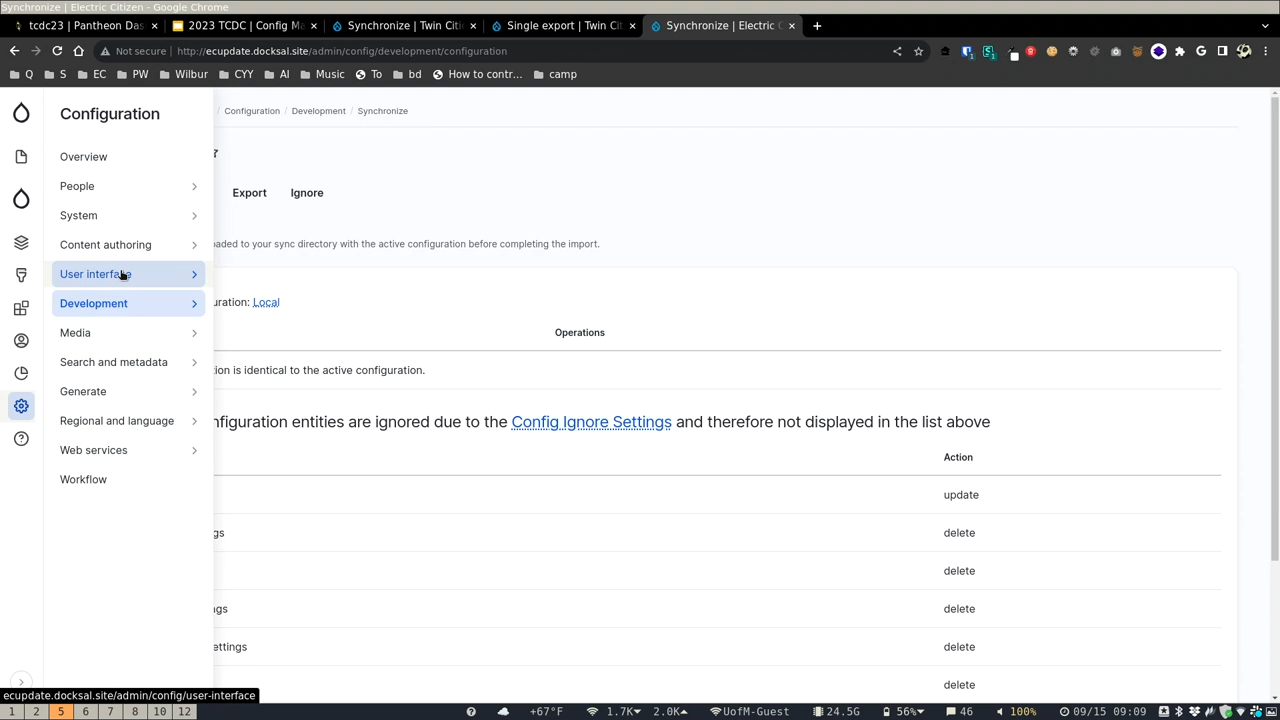 Synchronize | Electric Citizen - Google Chrome
tcdc23 | Pantheon Das
2023 TCDC | Config Ma
Synchronize | Twin Citi
Single export | Twin Cit
Synchronize | Electric C
Not secure | http://ecupdate.docksal.site/admin/config/development/configuration
Q S EC PW Wilbur CYY AI Music To bd How to contr... camp
Configuration
/ Configuration / Development / Synchronize
Overview
People
Export Ignore
System
Content authoring
aded to your sync directory with the active configuration before completing the import.
User interface
Development
uration: Local
Media
Operations
Search and metadata
ion is identical to the active configuration.
Generate
Regional and language
nfiguration entities are ignored due to the Config Ignore Settings and therefore not displayed in the list above
Web services
Action
Workflow
update
gs delete
delete
ngs delete
ettings delete
delete
ecupdate.docksal.site/admin/config/user-interface
1 2 5 6 7 8 10 12
+67°F 1.7K 2.0K UofM-Guest 24.5G 56% 46 100% 09/15 09:09